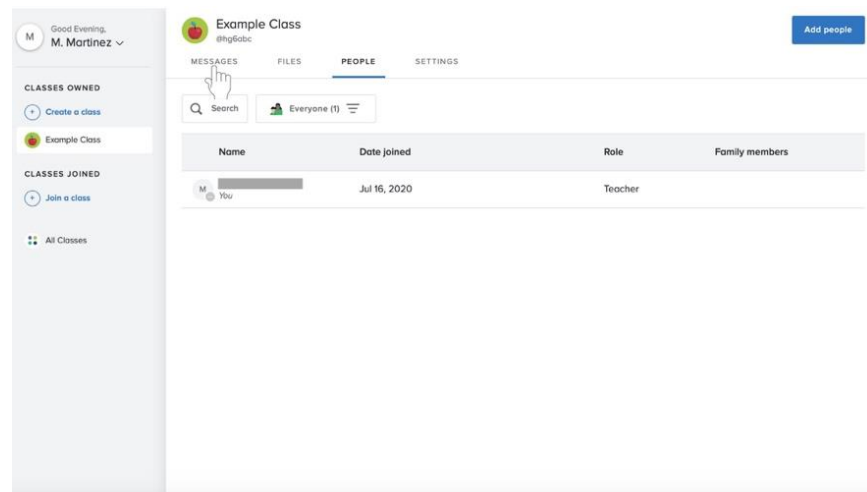 M
Good Evening,
M. Martinez
CLASSES OWNED
Create a class
Example Class
CLASSES JOINED
Join a class
All Classes
Example Class
@hg6abc
Add people
MESSAGES FILES PEOPLE SETTINGS
Search Everyone (1)
Name Date joined Role Family members
M You Jul 16, 2020 Teacher